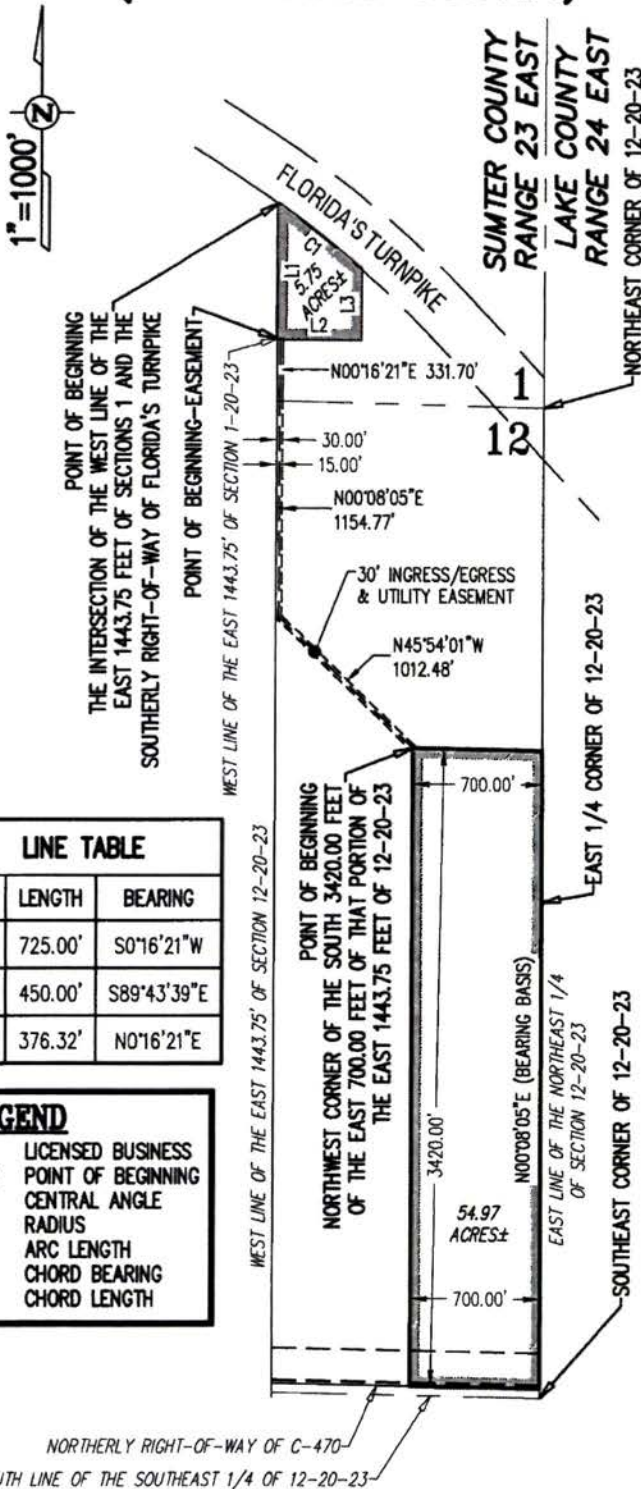 1"=1000'
N
SUMTER COUNTY
RANGE 23 EAST
LAKE COUNTY
RANGE 24 EAST
NORTHEAST CORNER OF 12-20-23
FLORIDA'S TURNPIKE
C1
L1
5.75
ACRES±
L3
L2
POINT OF BEGINNING
THE INTERSECTION OF THE WEST LINE OF THE
EAST 1443.75 FEET OF SECTIONS 1 AND THE
SOUTHERLY RIGHT-OF-WAY OF FLORIDA'S TURNPIKE
POINT OF BEGINNING-EASEMENT
WEST LINE OF THE EAST 1443.75' OF SECTION 1-20-23
N00°16'21"E 331.70'
1
12
30.00'
15.00'
N00°08'05"E
1154.77'
30' INGRESS/EGRESS
& UTILITY EASEMENT
N45°54'01"W
1012.48'
EAST 1/4 CORNER OF 12-20-23
700.00'
POINT OF BEGINNING
NORTHWEST CORNER OF THE SOUTH 3420.00 FEET
OF THE EAST 700.00 FEET OF THAT PORTION OF
THE EAST 1443.75 FEET OF 12-20-23
LINE TABLE
LENGTH BEARING
725.00' S0°16'21"W
450.00' S89°43'39"E
376.32' N0°16'21"E
WEST LINE OF THE EAST 1443.75' OF SECTION 12-20-23
3420.00'
N00°08'05"E (BEARING BASIS)
EAST LINE OF THE NORTHEAST 1/4
OF SECTION 12-20-23
54.97
ACRES±
700.00'
SOUTHEAST CORNER OF 12-20-23
GEND
LICENSED BUSINESS
POINT OF BEGINNING
CENTRAL ANGLE
RADIUS
ARC LENGTH
CHORD BEARING
CHORD LENGTH
NORTHERLY RIGHT-OF-WAY OF C-470
UTH LINE OF THE SOUTHEAST 1/4 OF 12-20-23